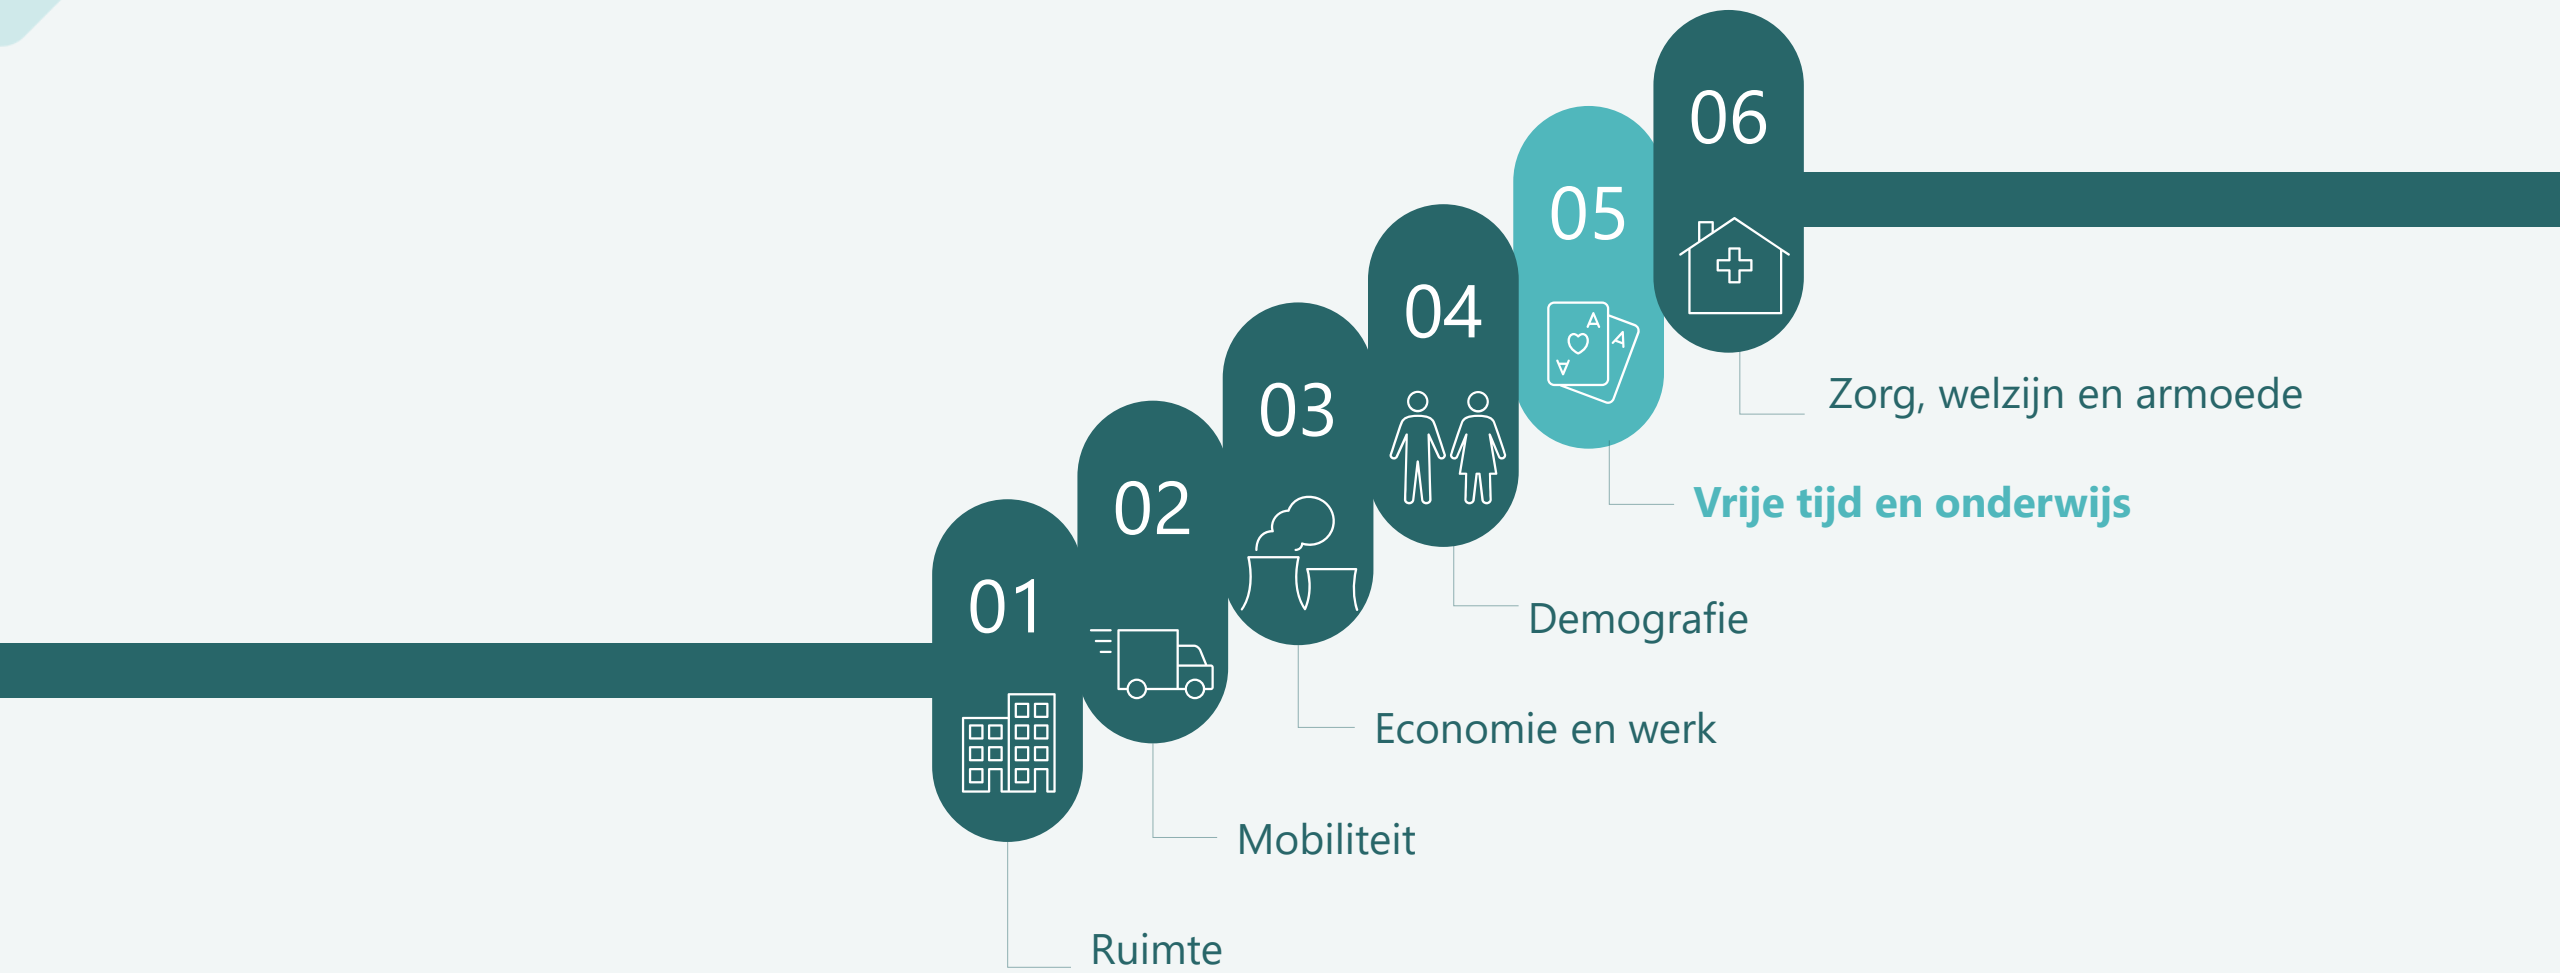 06
05
04
03
02
01
Zorg, welzijn en armoede
Vrije tijd en onderwijs
Demografie
Economie en werk
Mobiliteit
Ruimte
A
A
A